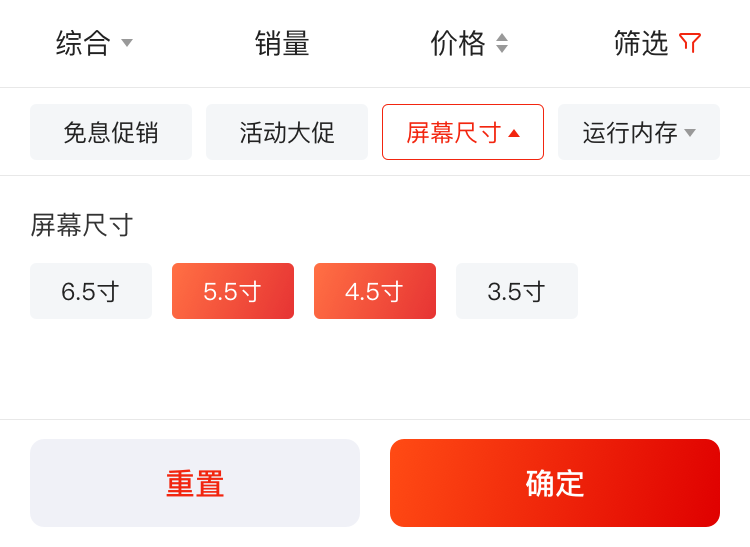 综合 销量 价格 筛选
免息促销 活动大促 屏幕尺寸 运行内存
屏幕尺寸
6.5寸 5.5寸 4.5寸 3.5寸
重置 确定